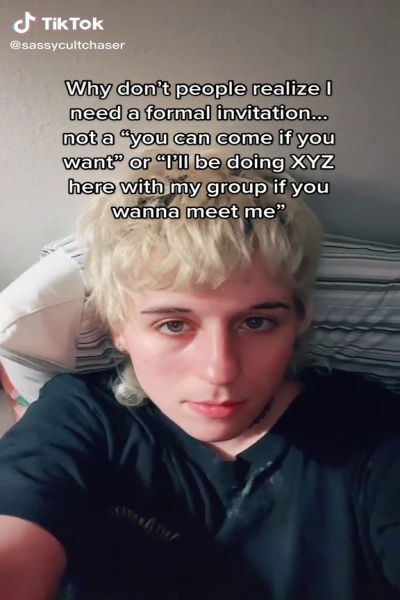 TikTok
@sassycultchaser
Why don't people realize I
need a formal invitation...
not a “you can come if you
want” or “I'll be doing XYZ
here with my group if you
wanna meet me”